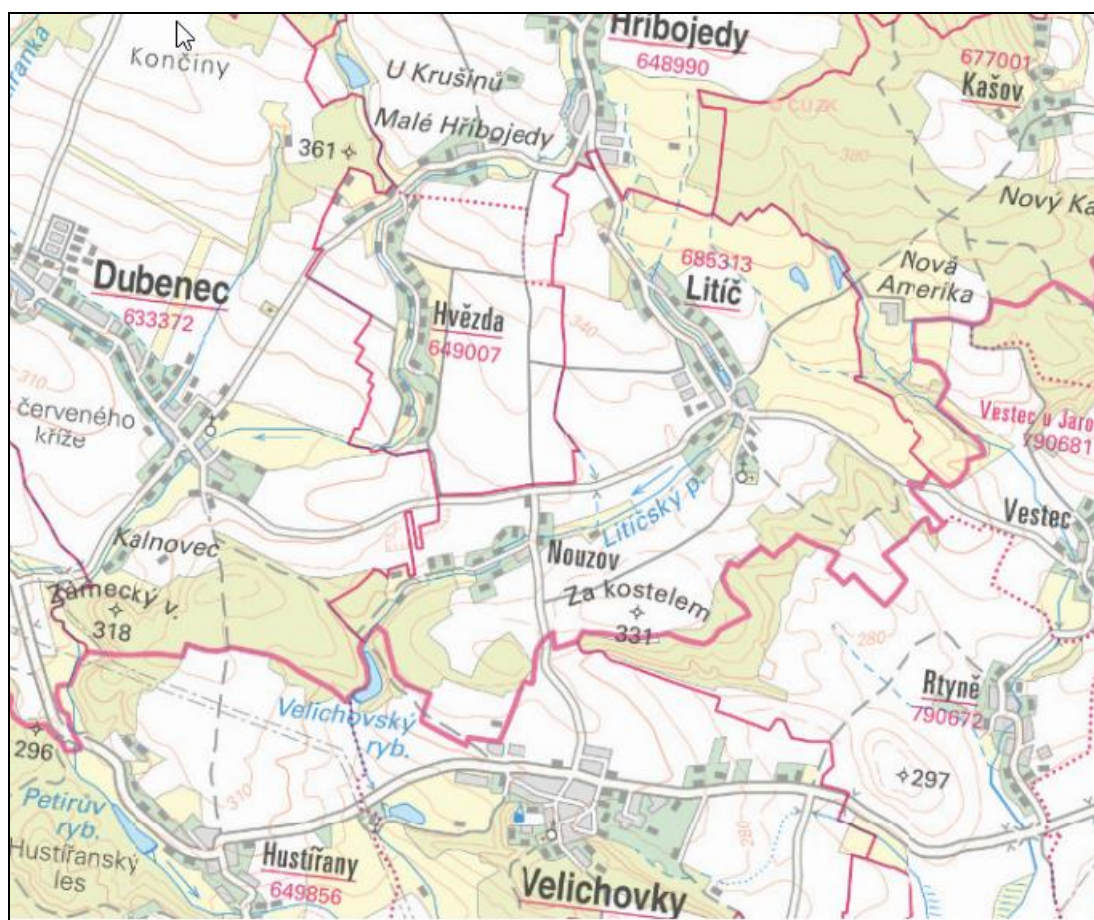 Hřibojedy
648990
677001
Kašov
Končiny
U Krušinů
Malé Hřibojedy
© ČÚZK
361
380
Nový Ka
685313
Litíč
Nová
Amerika
Dubenec
633372
Hvězda
649007
340
310
červeného
kříže
Vestec u Jaro
790681
Litíčský p.
Vestec
Kalnovec
Nouzov
Zámecký v.
318
Za kostelem
331
280
Rtyně
790672
Velichovský
ryb.
296
297
310
Petirův
ryb.
280
Hustířanský
les
Hustířany
649856
Velichovky